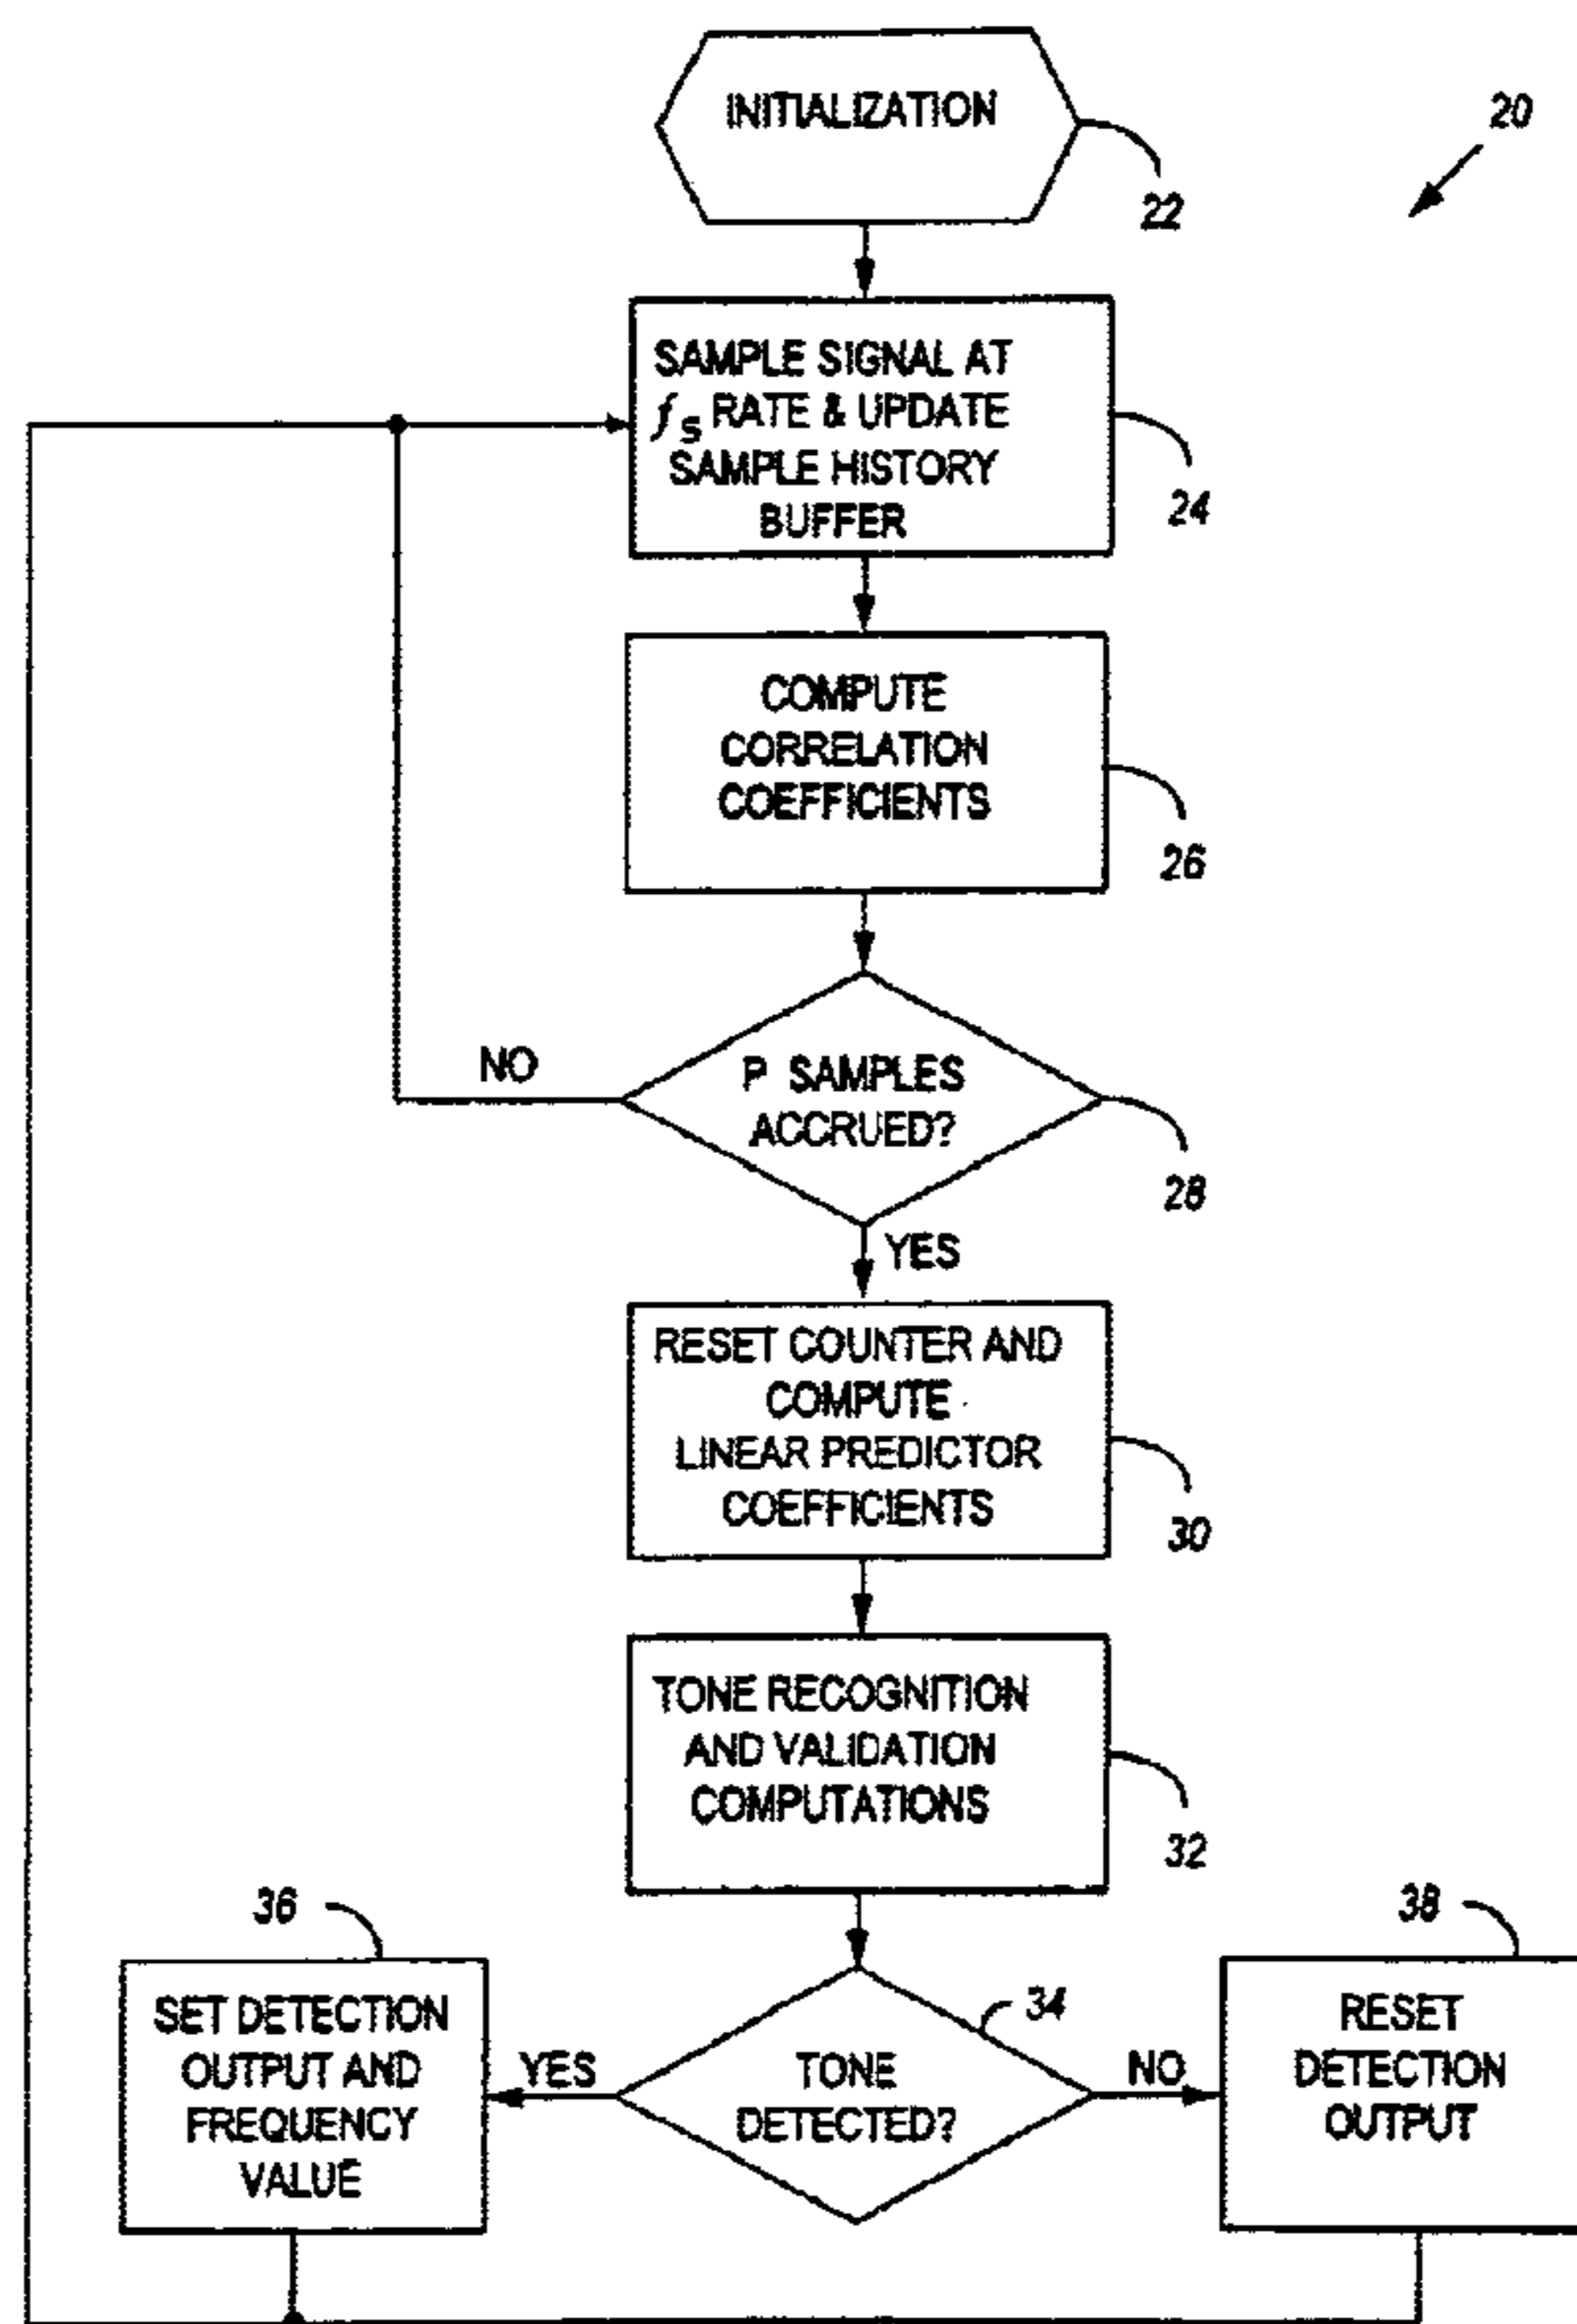 INITIALIZATION
20
22
SAMPLE SIGNAL AT
fs RATE & UPDATE
SAMPLE HISTORY
BUFFER
24
COMPUTE
CORRELATION
COEFFICIENTS
26
NO
P SAMPLES
ACCRUED?
28
YES
RESET COUNTER AND
COMPUTE
LINEAR PREDICTOR
COEFFICIENTS
30
TONE RECOGNITION
AND VALIDATION
COMPUTATIONS
32
36
SET DETECTION
OUTPUT AND
FREQUENCY
VALUE
YES
34
TONE
DETECTED?
NO
38
RESET
DETECTION
OUTPUT